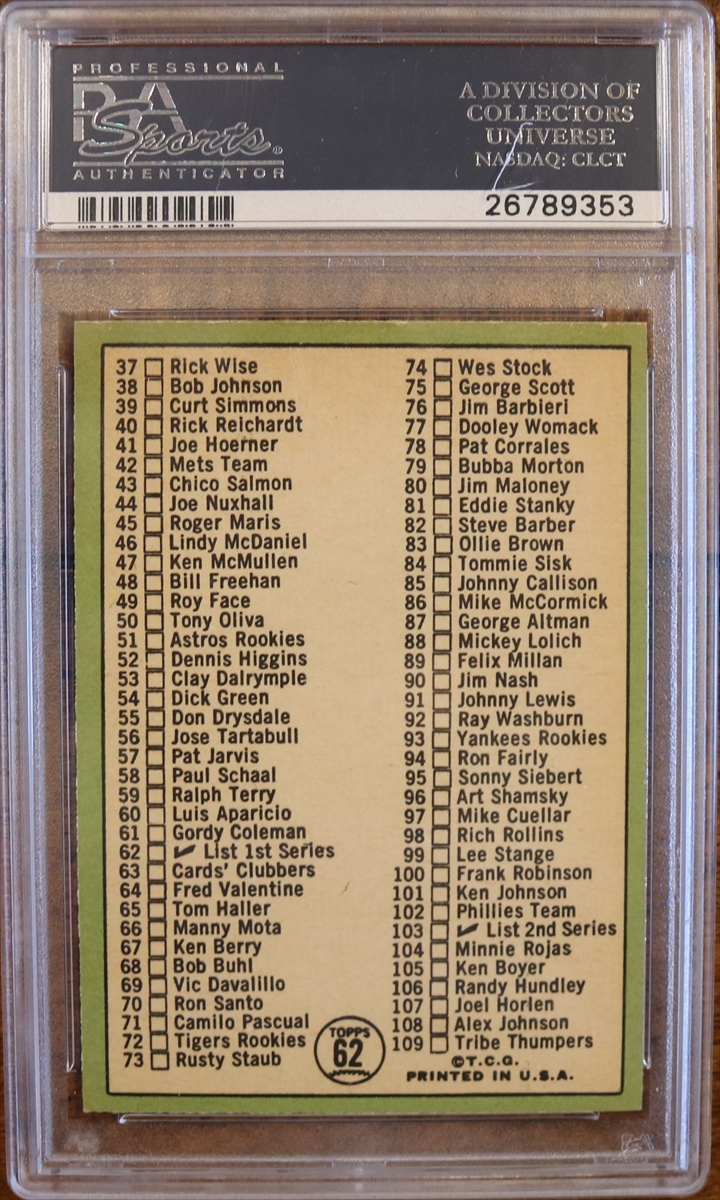 PROFESSIONAL
PSA
Sports®
AUTHENTICATOR
A DIVISION OF
COLLECTORS
UNIVERSE
NASDAQ: CLCT
26789353
37 Rick Wise
38 Bob Johnson
39 Curt Simmons
40 Rick Reichardt
41 Joe Hoerner
42 Mets Team
43 Chico Salmon
44 Joe Nuxhall
45 Roger Maris
46 Lindy McDaniel
47 Ken McMullen
48 Bill Freehan
49 Roy Face
50 Tony Oliva
51 Astros Rookies
52 Dennis Higgins
53 Clay Dalrymple
54 Dick Green
55 Don Drysdale
56 Jose Tartabull
57 Pat Jarvis
58 Paul Schaal
59 Ralph Terry
60 Luis Aparicio
61 Gordy Coleman
62 ✔ List 1st Series
63 Cards' Clubbers
64 Fred Valentine
65 Tom Haller
66 Manny Mota
67 Ken Berry
68 Bob Buhl
69 Vic Davalillo
70 Ron Santo
71 Camilo Pascual
72 Tigers Rookies
73 Rusty Staub
TOPPS
62
74 Wes Stock
75 George Scott
76 Jim Barbieri
77 Dooley Womack
78 Pat Corrales
79 Bubba Morton
80 Jim Maloney
81 Eddie Stanky
82 Steve Barber
83 Ollie Brown
84 Tommie Sisk
85 Johnny Callison
86 Mike McCormick
87 George Altman
88 Mickey Lolich
89 Felix Millan
90 Jim Nash
91 Johnny Lewis
92 Ray Washburn
93 Yankees Rookies
94 Ron Fairly
95 Sonny Siebert
96 Art Shamsky
97 Mike Cuellar
98 Rich Rollins
99 Lee Stange
100 Frank Robinson
101 Ken Johnson
102 Phillies Team
103 ✔ List 2nd Series
104 Minnie Rojas
105 Ken Boyer
106 Randy Hundley
107 Joel Horlen
108 Alex Johnson
109 Tribe Thumpers
©T.C.G.
PRINTED IN U.S.A.
PSA